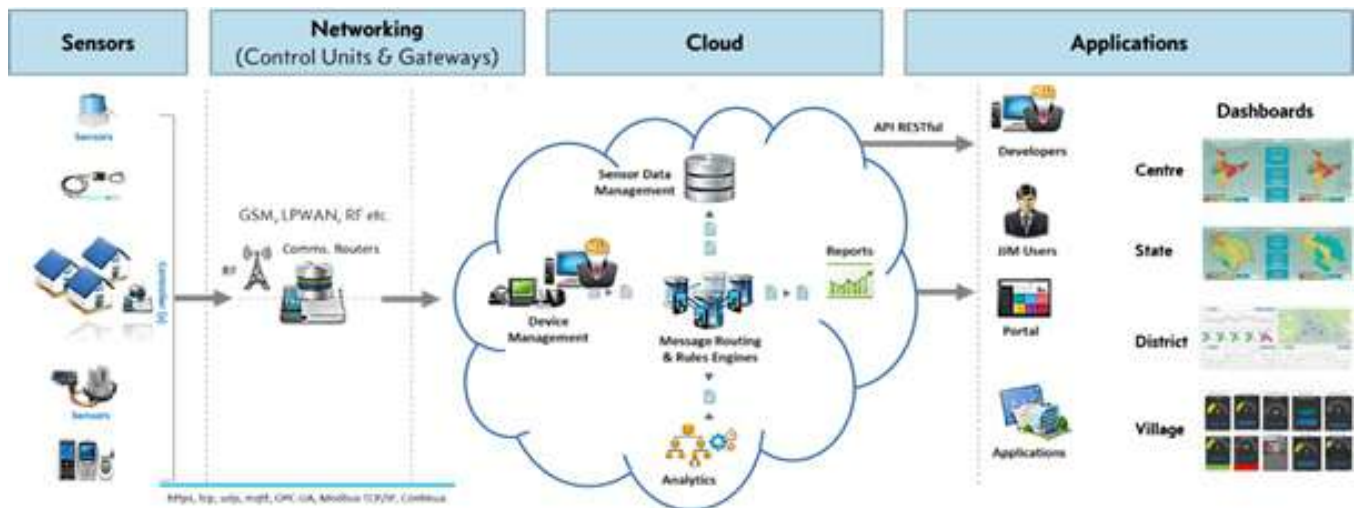 Sensors
Networking
(Control Units & Gateways)
Cloud
Applications
Sensors
GSM, LPWAN, RF etc.
RF
Comms. Routers
Sensors
https, tcp, udp, mqtt, OPC-UA, Modbus TCP/IP, Continua
Sensor Data
Management
Device
Management
Message Routing
& Rules Engines
Reports
Analytics
API RESTful
Developers
JJM Users
Portal
Applications
Dashboards
Centre
State
District
Village